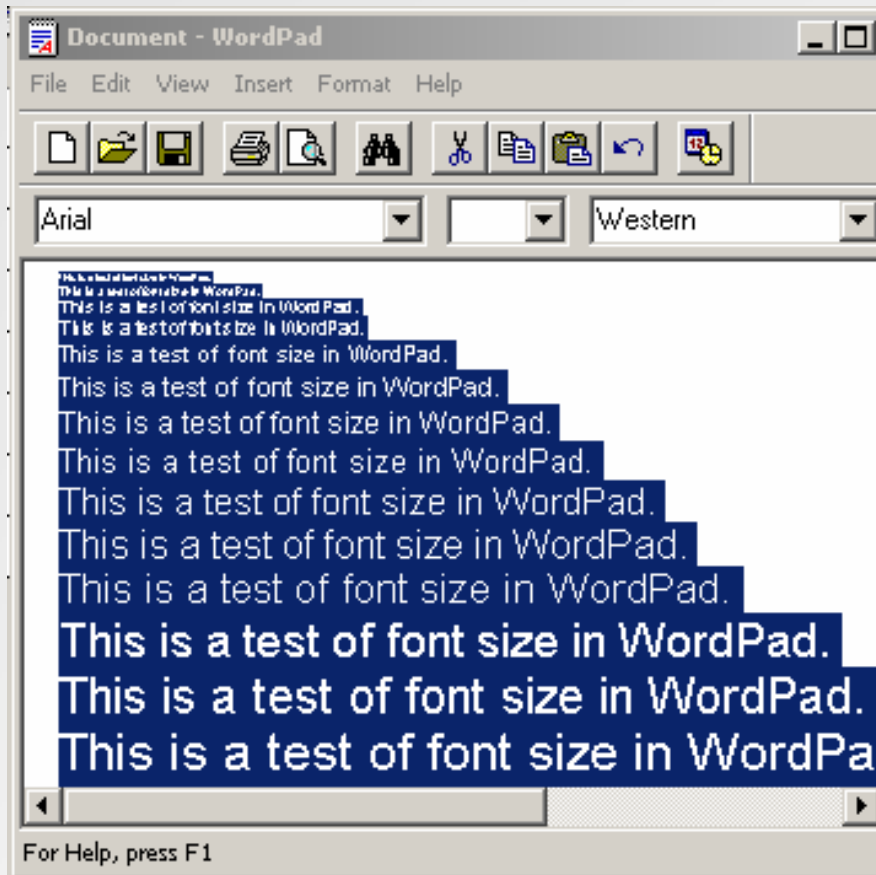 Document - WordPad
File Edit View Insert Format Help
12
Arial Western
This is a test of font size in WordPad.
This is a test of font size in WordPad.
This is a test of font size in WordPad.
This is a test of font size in WordPad.
This is a test of font size in WordPad.
This is a test of font size in WordPad.
This is a test of font size in WordPad.
This is a test of font size in WordPad.
This is a test of font size in WordPad.
This is a test of font size in WordPad.
This is a test of font size in WordPad.
This is a test of font size in WordPad.
This is a test of font size in WordPa
For Help, press F1